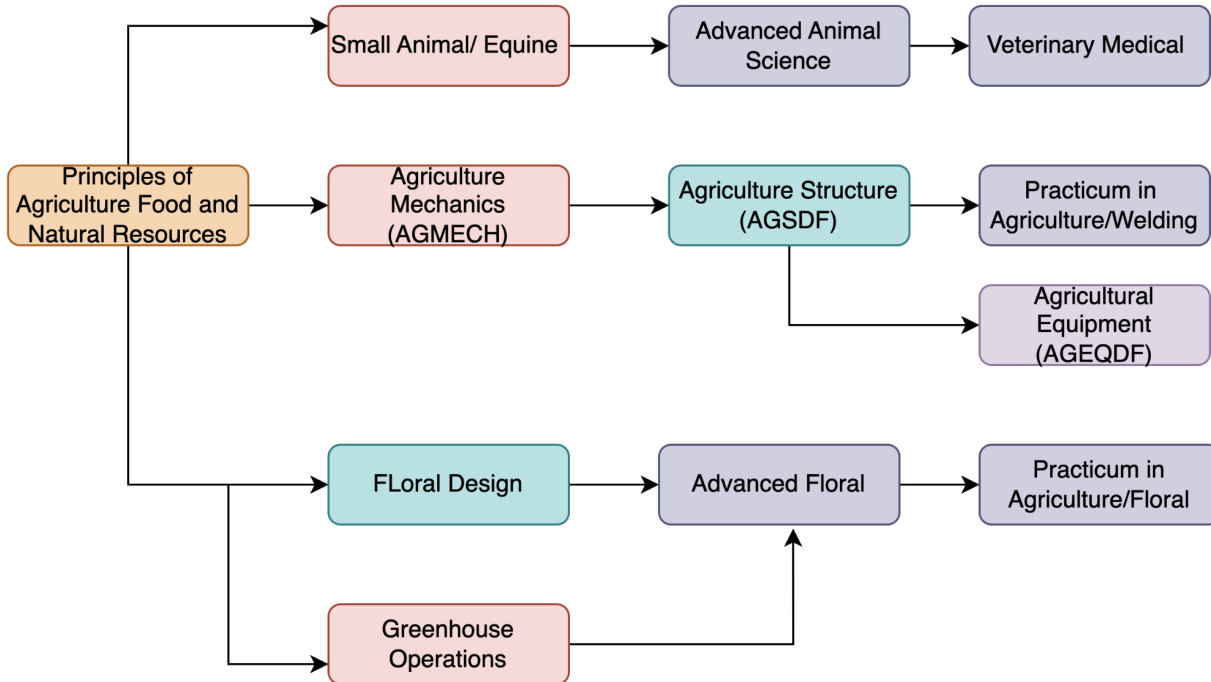 Small Animal/ Equine
Advanced Animal
Science
Veterinary Medical
Principles of
Agriculture Food and
Natural Resources
Agriculture
Mechanics
(AGMECH)
Agriculture Structure
(AGSDF)
Practicum in
Agriculture/Welding
Agricultural
Equipment
(AGEQDF)
FLoral Design
Advanced Floral
Practicum in
Agriculture/Floral
Greenhouse
Operations